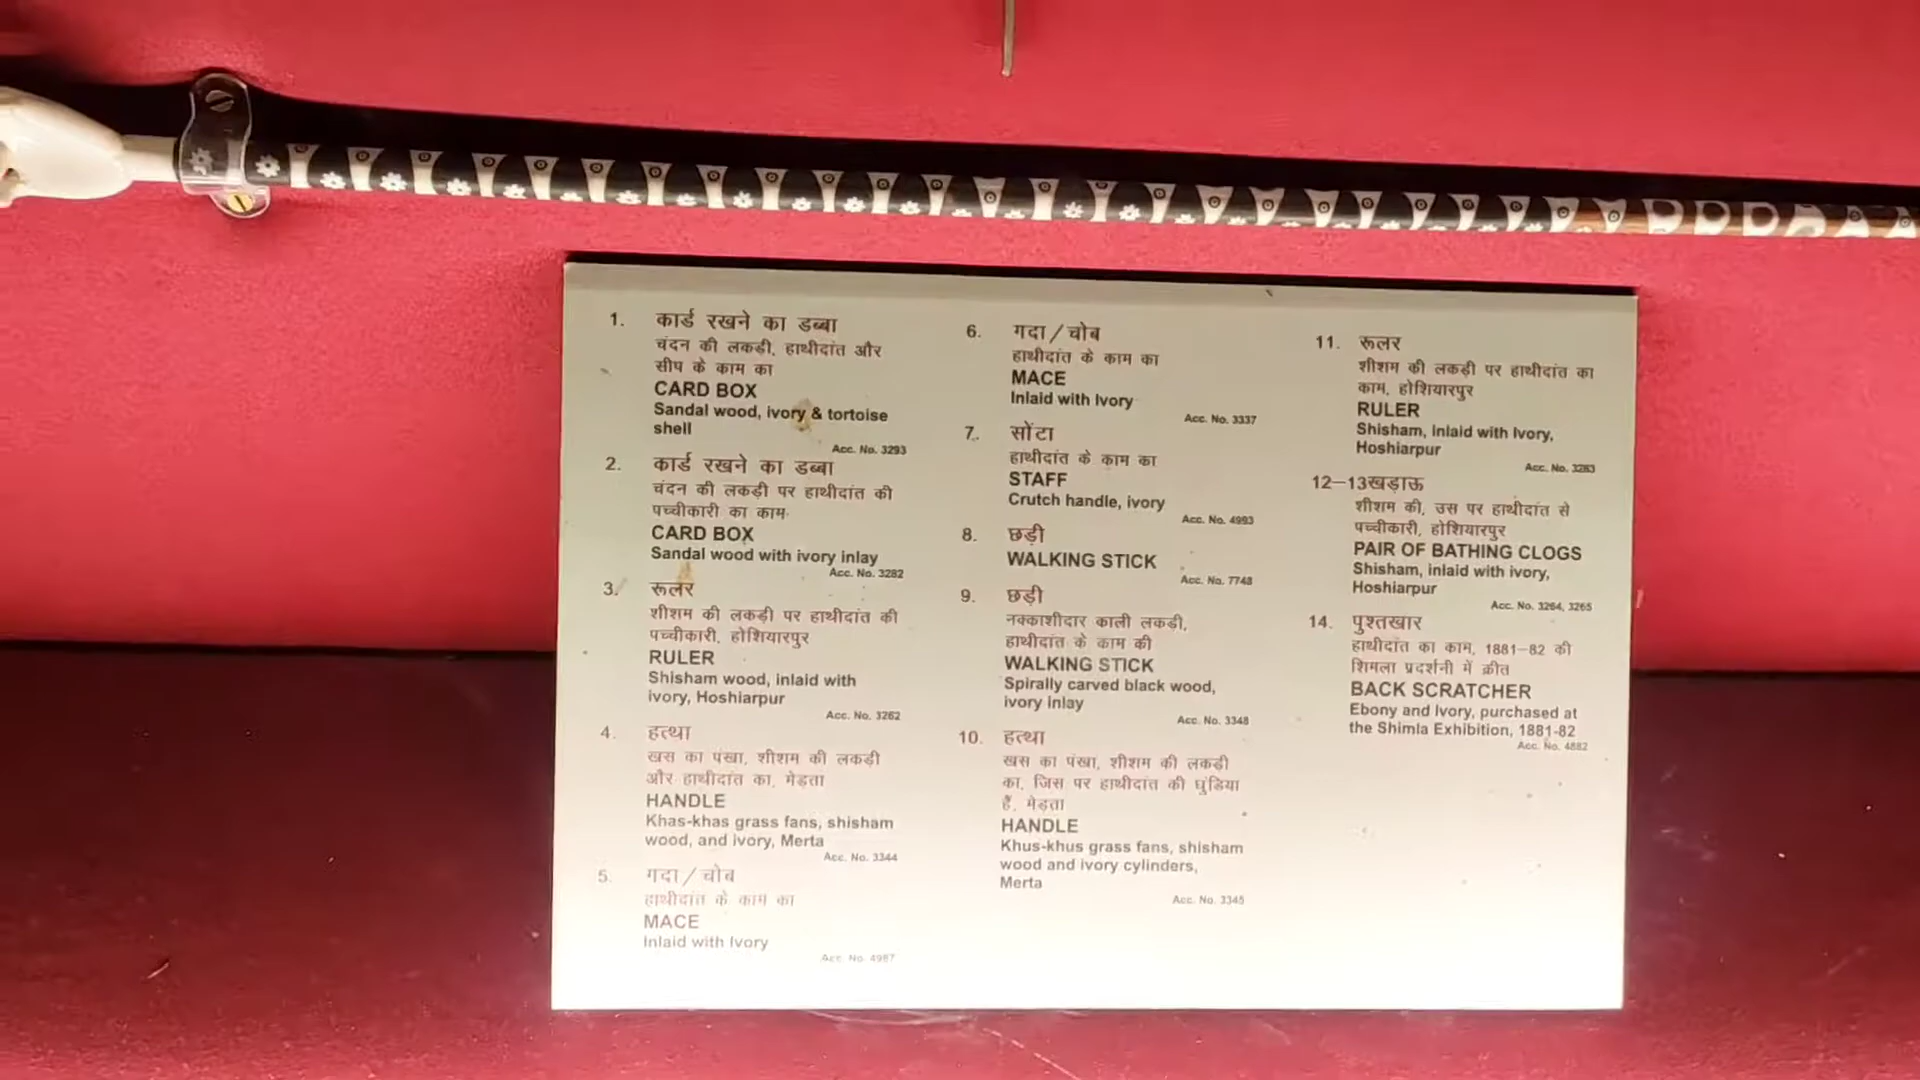 1. कार्ड रखने का डब्बा
चंदन की लकड़ी, हाथीदांत और
सीप के काम का
CARD BOX
Sandal wood, ivory & tortoise
shell
Acc. No. 3293
2. कार्ड रखने का डब्बा
चंदन की लकड़ी पर हाथीदांत की
पच्चीकारी का काम
CARD BOX
Sandal wood with ivory inlay
Acc. No. 3282
3. रूलर
शीशम की लकड़ी पर हाथीदांत की
पच्चीकारी, होशियारपुर
RULER
Shisham wood, inlaid with
ivory, Hoshiarpur
Acc. No. 3262
4. हत्था
खस का पंखा, शीशम की लकड़ी
और हाथीदांत का, मेड़ता
HANDLE
Khas-khas grass fans, shisham
wood, and ivory, Merta
Acc. No. 3344
5. गदा/चोब
हाथीदांत के काम का
MACE
Inlaid with Ivory
Acc. No. 4987
6. गदा/चोब
हाथीदांत के काम का
MACE
Inlaid with Ivory
Acc. No. 3337
7. सोंटा
हाथीदांत के काम का
STAFF
Crutch handle, ivory
Acc. No. 4993
8. छड़ी
WALKING STICK
Acc. No. 7748
9. छड़ी
नक्काशीदार काली लकड़ी,
हाथीदांत के काम की
WALKING STICK
Spirally carved black wood,
ivory inlay
Acc. No. 3348
10. हत्था
खस का पंखा, शीशम की लकड़ी
का, जिस पर हाथीदांत की घुंडिया
हैं, मेड़ता
HANDLE
Khus-khus grass fans, shisham
wood and ivory cylinders,
Merta
Acc. No. 3345
11. रूलर
शीशम की लकड़ी पर हाथीदांत का
काम, होशियारपुर
RULER
Shisham, inlaid with Ivory,
Hoshiarpur
Acc. No. 3263
12–13खड़ाऊ
शीशम की, उस पर हाथीदांत से
पच्चीकारी, होशियारपुर
PAIR OF BATHING CLOGS
Shisham, inlaid with ivory,
Hoshiarpur
Acc. No. 3264, 3265
14. पुश्तखार
हाथीदांत का काम, 1881–82 की
शिमला प्रदर्शनी में क्रीत
BACK SCRATCHER
Ebony and Ivory, purchased at
the Shimla Exhibition, 1881-82
Acc. No. 4882